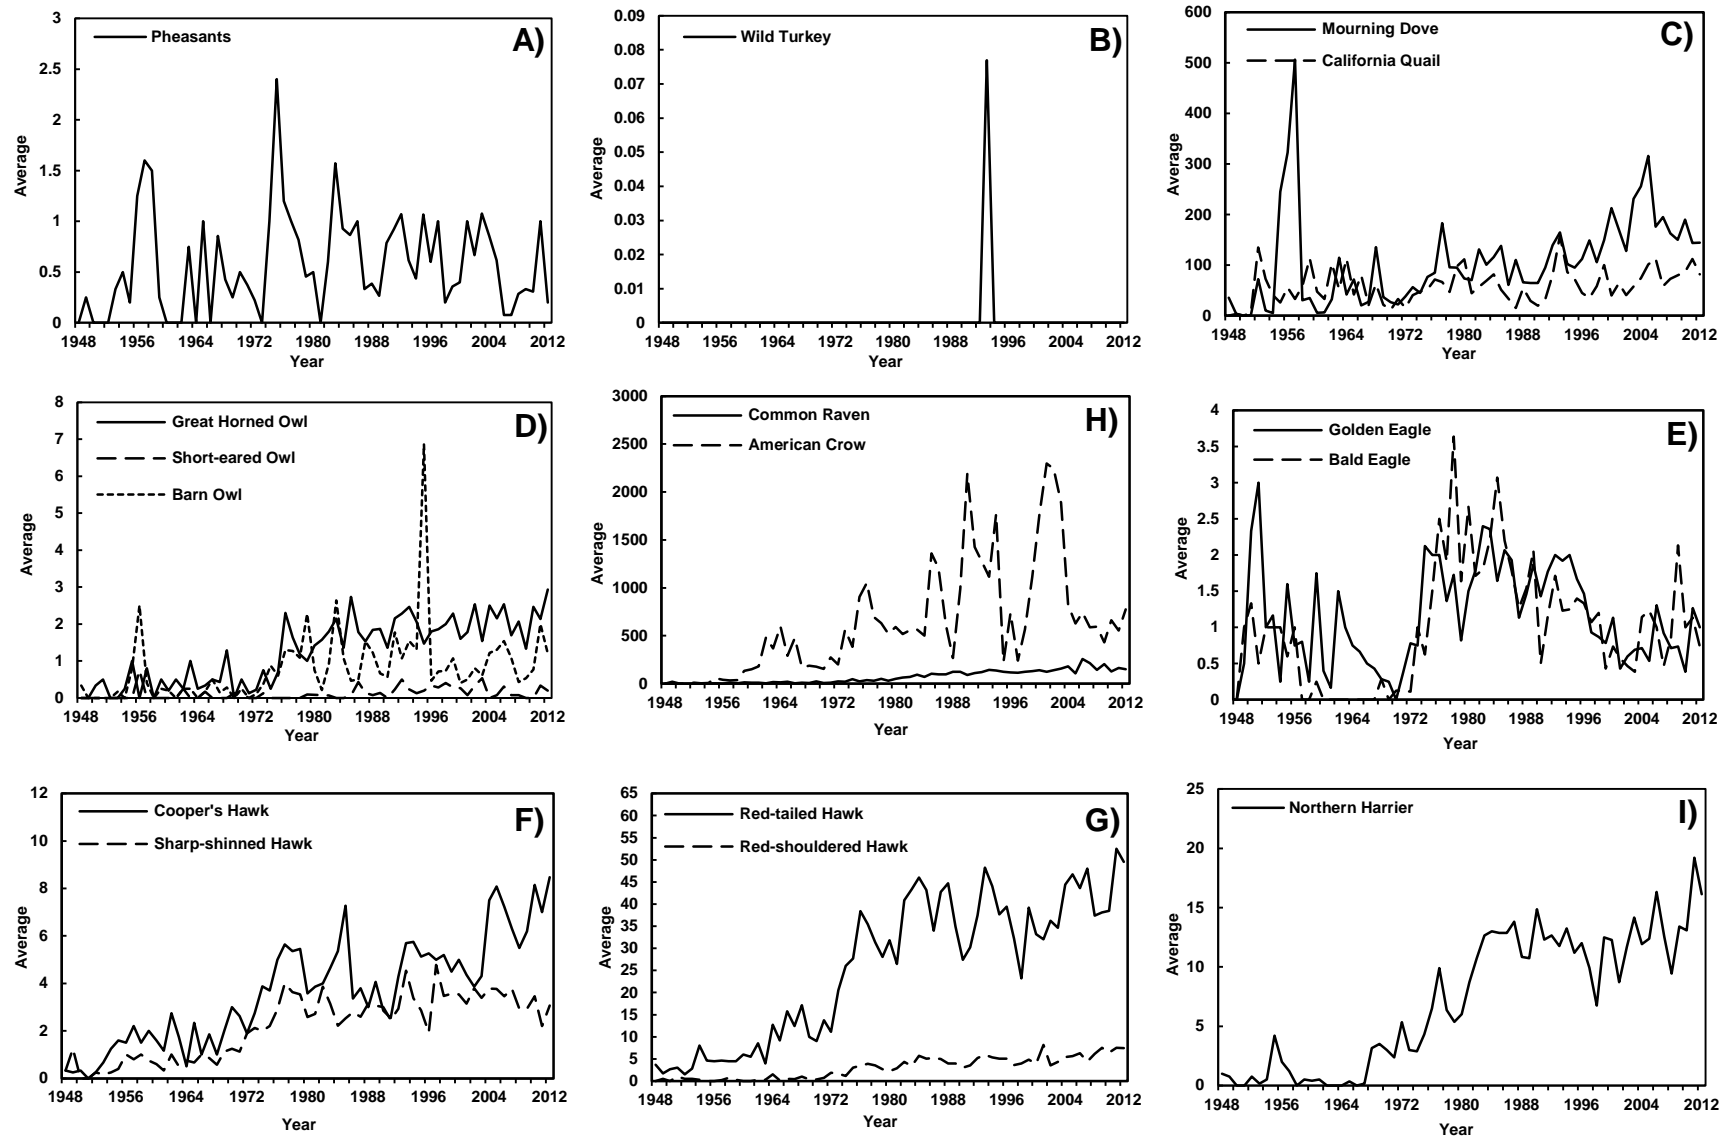 A)
Pheasants
3
2.5
2
1.5
1
0.5
0
Average
1948 1956 1964 1972 1980 1988 1996 2004 2012
Year
B)
Wild Turkey
0.09
0.08
0.07
0.06
0.05
0.04
0.03
0.02
0.01
0
Average
1948 1956 1964 1972 1980 1988 1996 2004 2012
Year
C)
Mourning Dove
California Quail
600
500
400
300
200
100
0
Average
1948 1956 1964 1972 1980 1988 1996 2004 2012
Year
D)
Great Horned Owl
Short-eared Owl
Barn Owl
8
7
6
5
4
3
2
1
0
Average
1948 1956 1964 1972 1980 1988 1996 2004 2012
Year
H)
Common Raven
American Crow
3000
2500
2000
1500
1000
500
0
Average
1948 1956 1964 1972 1980 1988 1996 2004 2012
Year
E)
Golden Eagle
Bald Eagle
4
3.5
3
2.5
2
1.5
1
0.5
0
Average
1948 1956 1964 1972 1980 1988 1996 2004 2012
Year
F)
Cooper's Hawk
Sharp-shinned Hawk
12
10
8
6
4
2
0
Average
1948 1956 1964 1972 1980 1988 1996 2004 2012
Year
G)
Red-tailed Hawk
Red-shouldered Hawk
65
60
55
50
45
40
35
30
25
20
15
10
5
0
Average
1948 1956 1964 1972 1980 1988 1996 2004 2012
Year
I)
Northern Harrier
25
20
15
10
5
0
Average
1948 1956 1964 1972 1980 1988 1996 2004 2012
Year